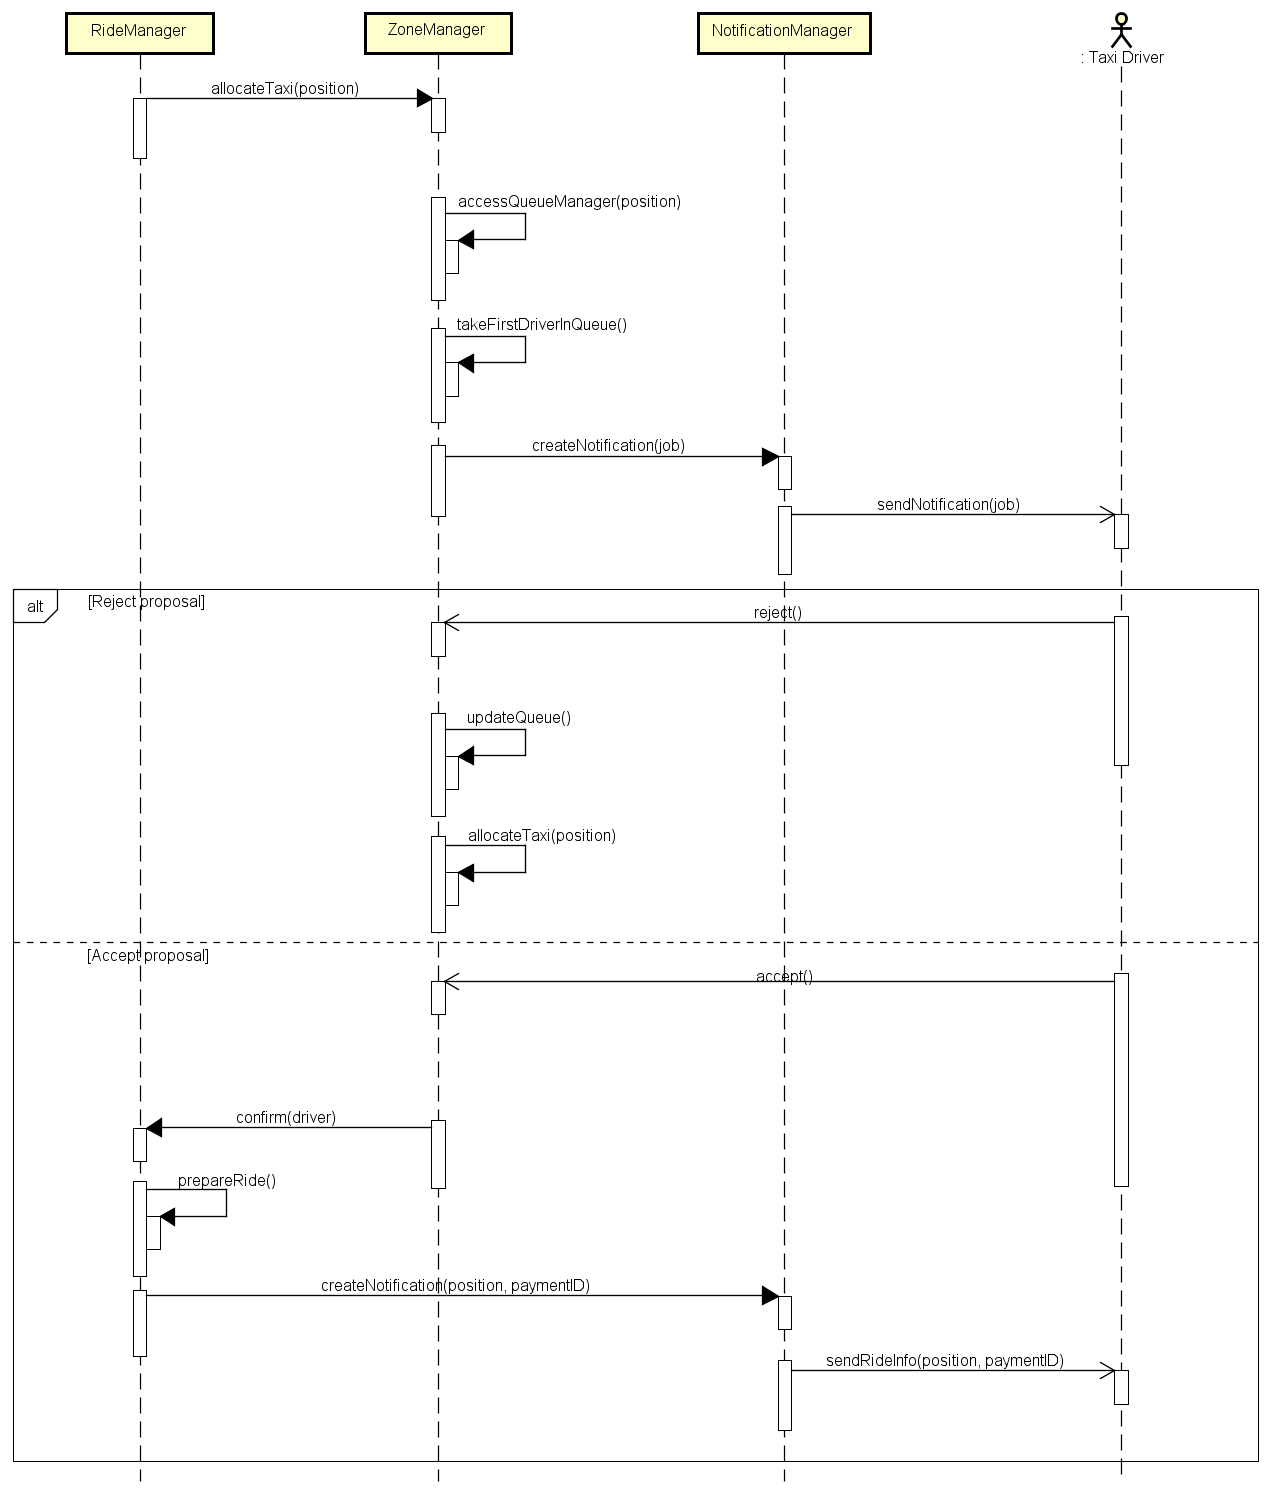 RideManager
ZoneManager
NotificationManager
: Taxi Driver
allocateTaxi(position)
accessQueueManager(position)
takeFirstDriverInQueue()
createNotification(job)
sendNotification(job)
alt
[Reject proposal]
reject()
updateQueue()
allocateTaxi(position)
[Accept proposal]
accept()
confirm(driver)
prepareRide()
createNotification(position, paymentID)
sendRideInfo(position, paymentID)